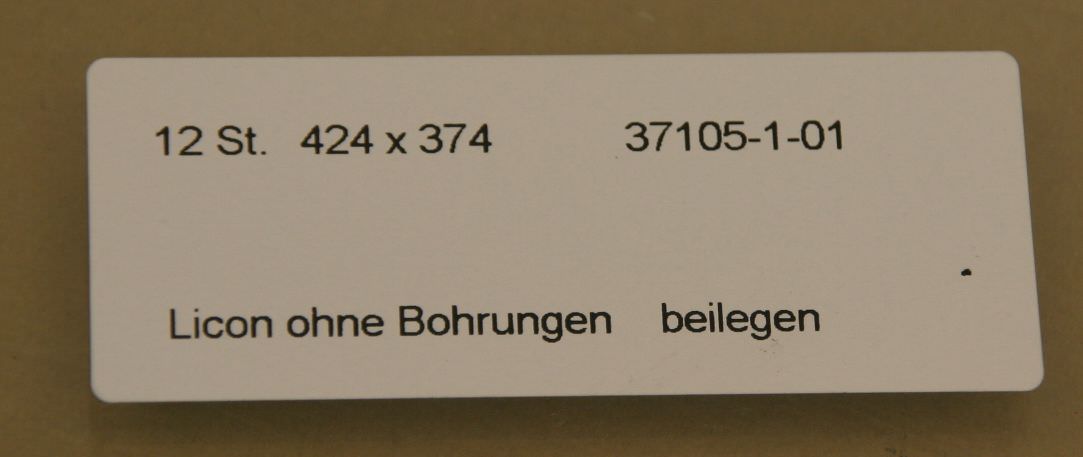 12 St. 424 x 374 37105-1-01
Licon ohne Bohrungen beilegen